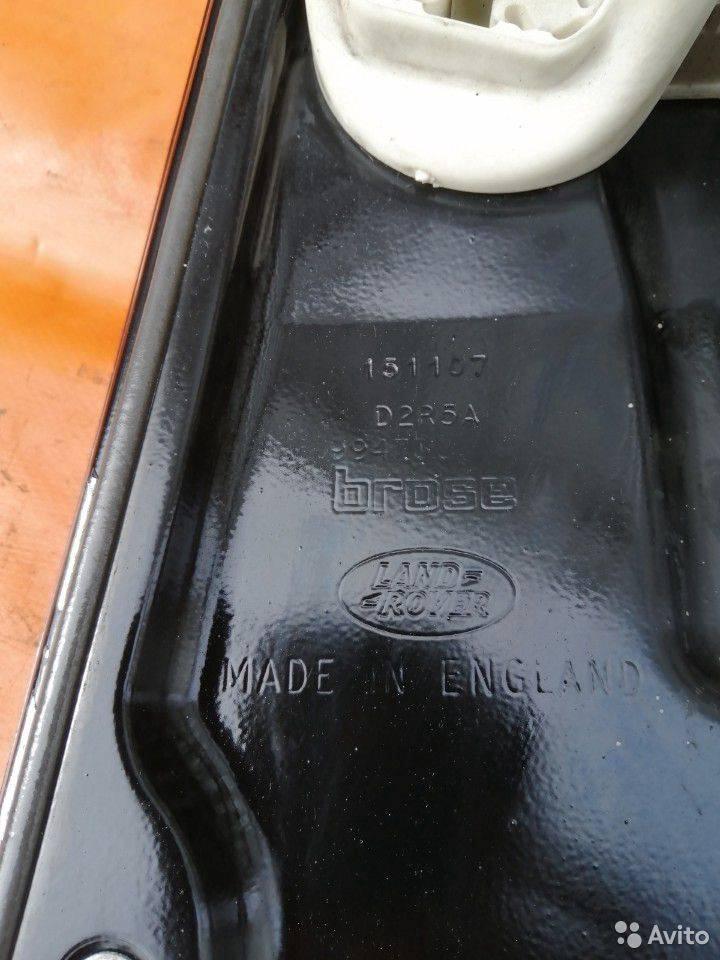 151107
D2R5A
brose
LAND
ROVER
MADE IN ENGLAND
Avito